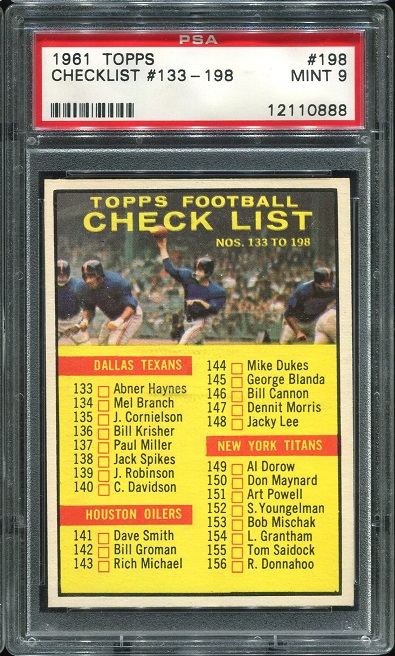 PSA
1961 TOPPS #198
CHECKLIST #133-198 MINT 9
12110888
TOPPS FOOTBALL
CHECK LIST
NOS. 133 TO 198
DALLAS TEXANS
133 Abner Haynes
134 Mel Branch
135 J. Cornielson
136 Bill Krisher
137 Paul Miller
138 Jack Spikes
139 J. Robinson
140 C. Davidson
HOUSTON OILERS
141 Dave Smith
142 Bill Groman
143 Rich Michael
144 Mike Dukes
145 George Blanda
146 Bill Cannon
147 Dennit Morris
148 Jacky Lee
NEW YORK TITANS
149 Al Dorow
150 Don Maynard
151 Art Powell
152 S. Youngelman
153 Bob Mischak
154 L. Grantham
155 Tom Saidock
156 R. Donnahoo